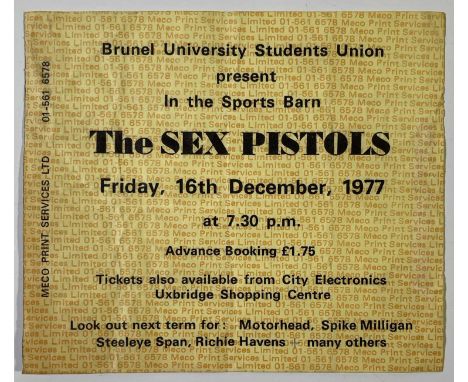 Brunel University Students Union
present
In the Sports Barn
The SEX PISTOLS
Friday, 16th December, 1977
at 7.30 p.m.
Advance Booking £1.75
Tickets also available from City Electronics
Uxbridge Shopping Centre
Look out next term for: Motorhead, Spike Milligan
Steeleye Span, Richie Havens + many others
MECO PRINT SERVICES LTD 01-561 6578